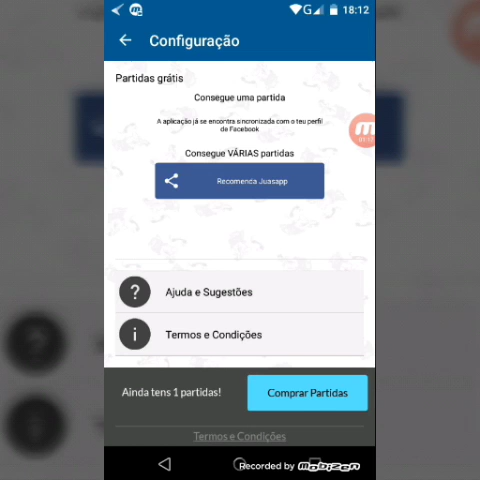 G 18:12
Configuração
Partidas grátis
Consegue uma partida
A aplicação já se encontra sincronizada com o teu perfil
de Facebook
Consegue VÁRIAS partidas
Recomenda Juasapp
? Ajuda e Sugestões
i Termos e Condições
Ainda tens 1 partidas!
Comprar Partidas
Termos e Condições
Recorded by mobizen